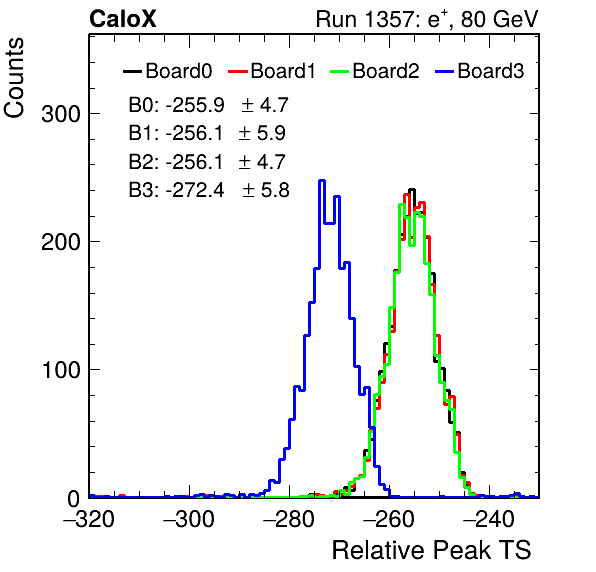 CaloX Run 1357: e⁺, 80 GeV
Counts
Board0 Board1 Board2 Board3
B0: -255.9 ± 4.7
B1: -256.1 ± 5.9
B2: -256.1 ± 4.7
B3: -272.4 ± 5.8
300
200
100
0
−320 −300 −280 −260 −240
Relative Peak TS